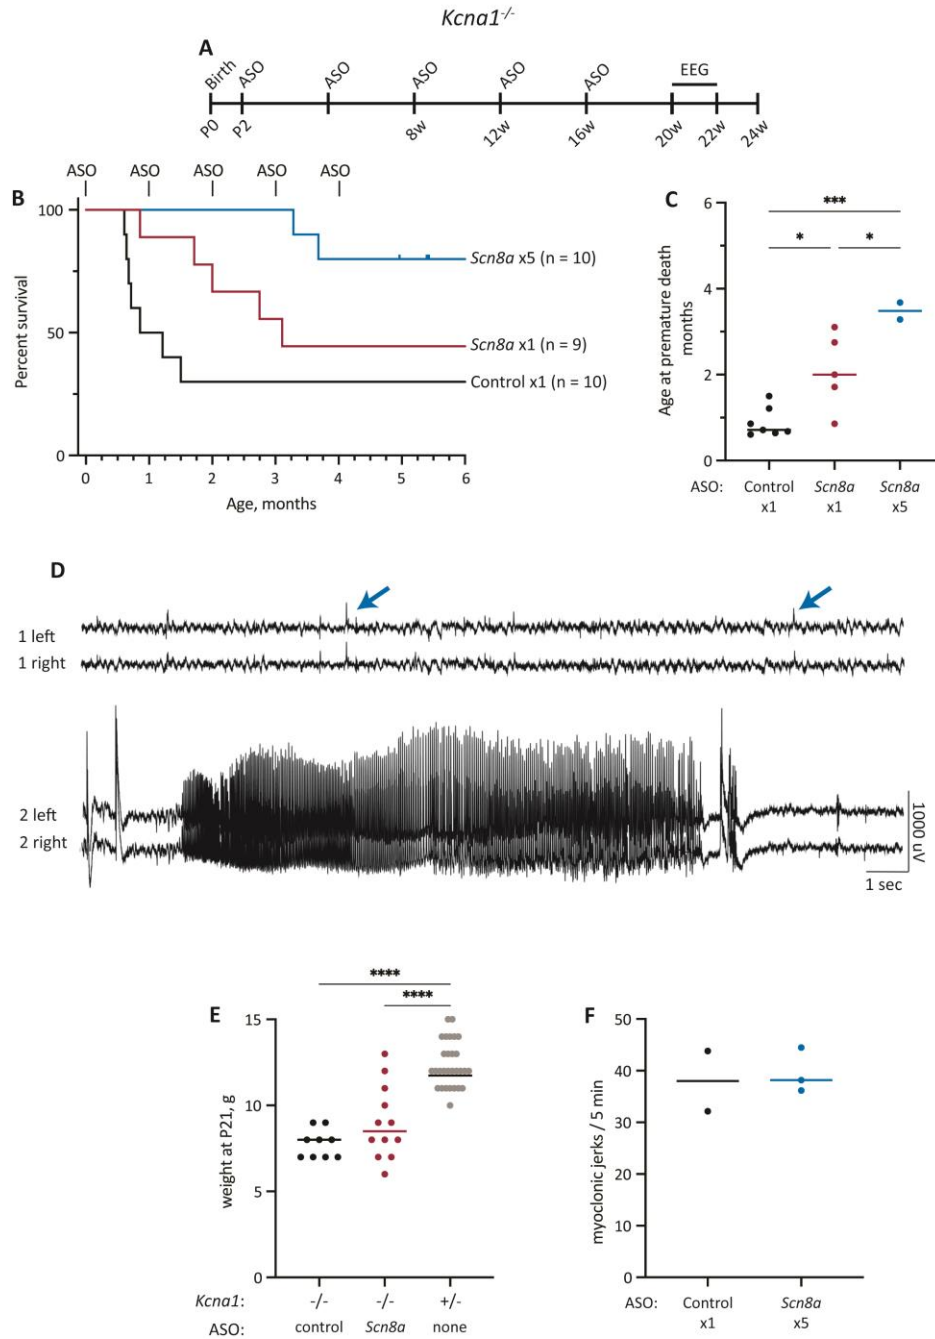 Kcna1-/-
A
Birth ASO ASO ASO ASO ASO EEG
P0 P2 8w 12w 16w 20w 22w 24w
ASO ASO ASO ASO ASO
B
Percent survival
100
50
0
Scn8a x5 (n = 10)
Scn8a x1 (n = 9)
Control x1 (n = 10)
0 1 2 3 4 5 6
Age, months
C
Age at premature death
months
6
4
2
0
*** 
* *
ASO: Control Scn8a Scn8a
x1 x1 x5
D
1 left
1 right
2 left
2 right
1000 uV
1 sec
E
weight at P21, g
15
10
5
0
****
****
Kcna1: -/- -/- +/-
ASO: control Scn8a none
F
myoclonic jerks / 5 min
50
40
30
20
10
0
ASO: Control Scn8a
x1 x5